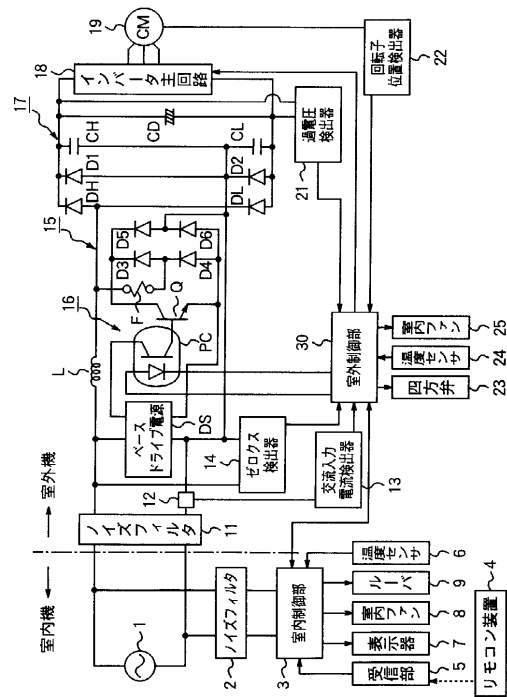 室内機
室外機
1
ノイズフィルタ
2
室内制御部
3
リモコン装置
4
受信部
5
表示器
7
室内ファン
8
ルーバ
9
温度センサ
6
ノイズフィルタ
11
12
交流入力
電流検出器
13
ゼロクス
検出器
14
ベース
ドライブ電源
DS
L
15
16
PC
Q
F
D3
D4
D5
D6
DH
DL
D1
D2
CH
CL
CD
17
インバータ主回路
18
CM
19
過電圧
検出器
21
回転子
位置検出器
22
室外制御部
30
四方弁
23
温度センサ
24
室内ファン
25